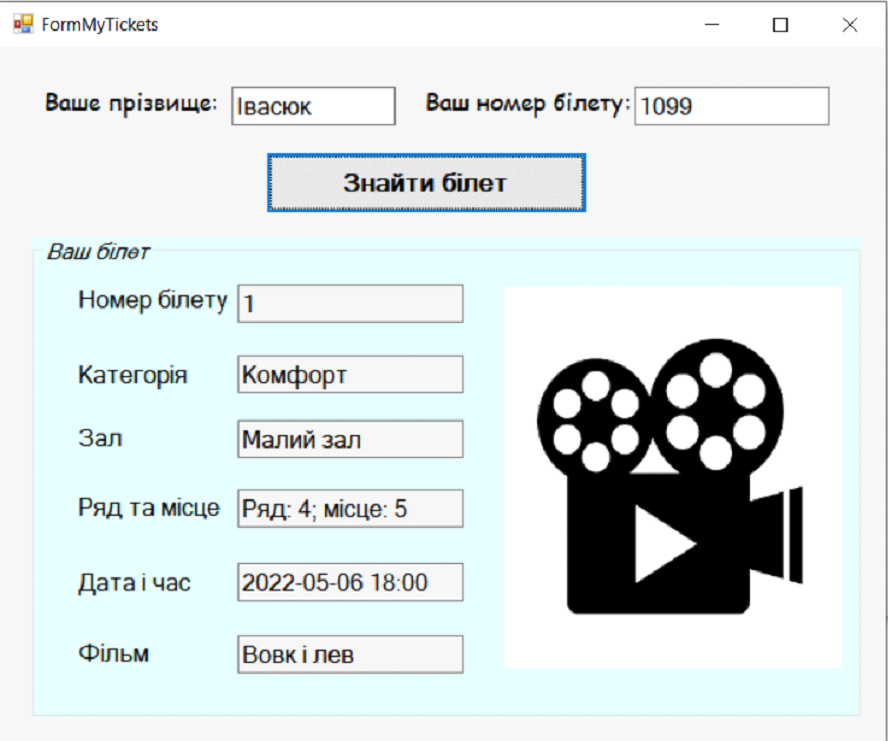 FormMyTickets
Ваше прізвище: Івасюк Ваш номер білету: 1099
Знайти білет
Ваш білет
Номер білету 1
Категорія Комфорт
Зал Малий зал
Ряд та місце Ряд: 4; місце: 5
Дата і час 2022-05-06 18:00
Фільм Вовк і лев